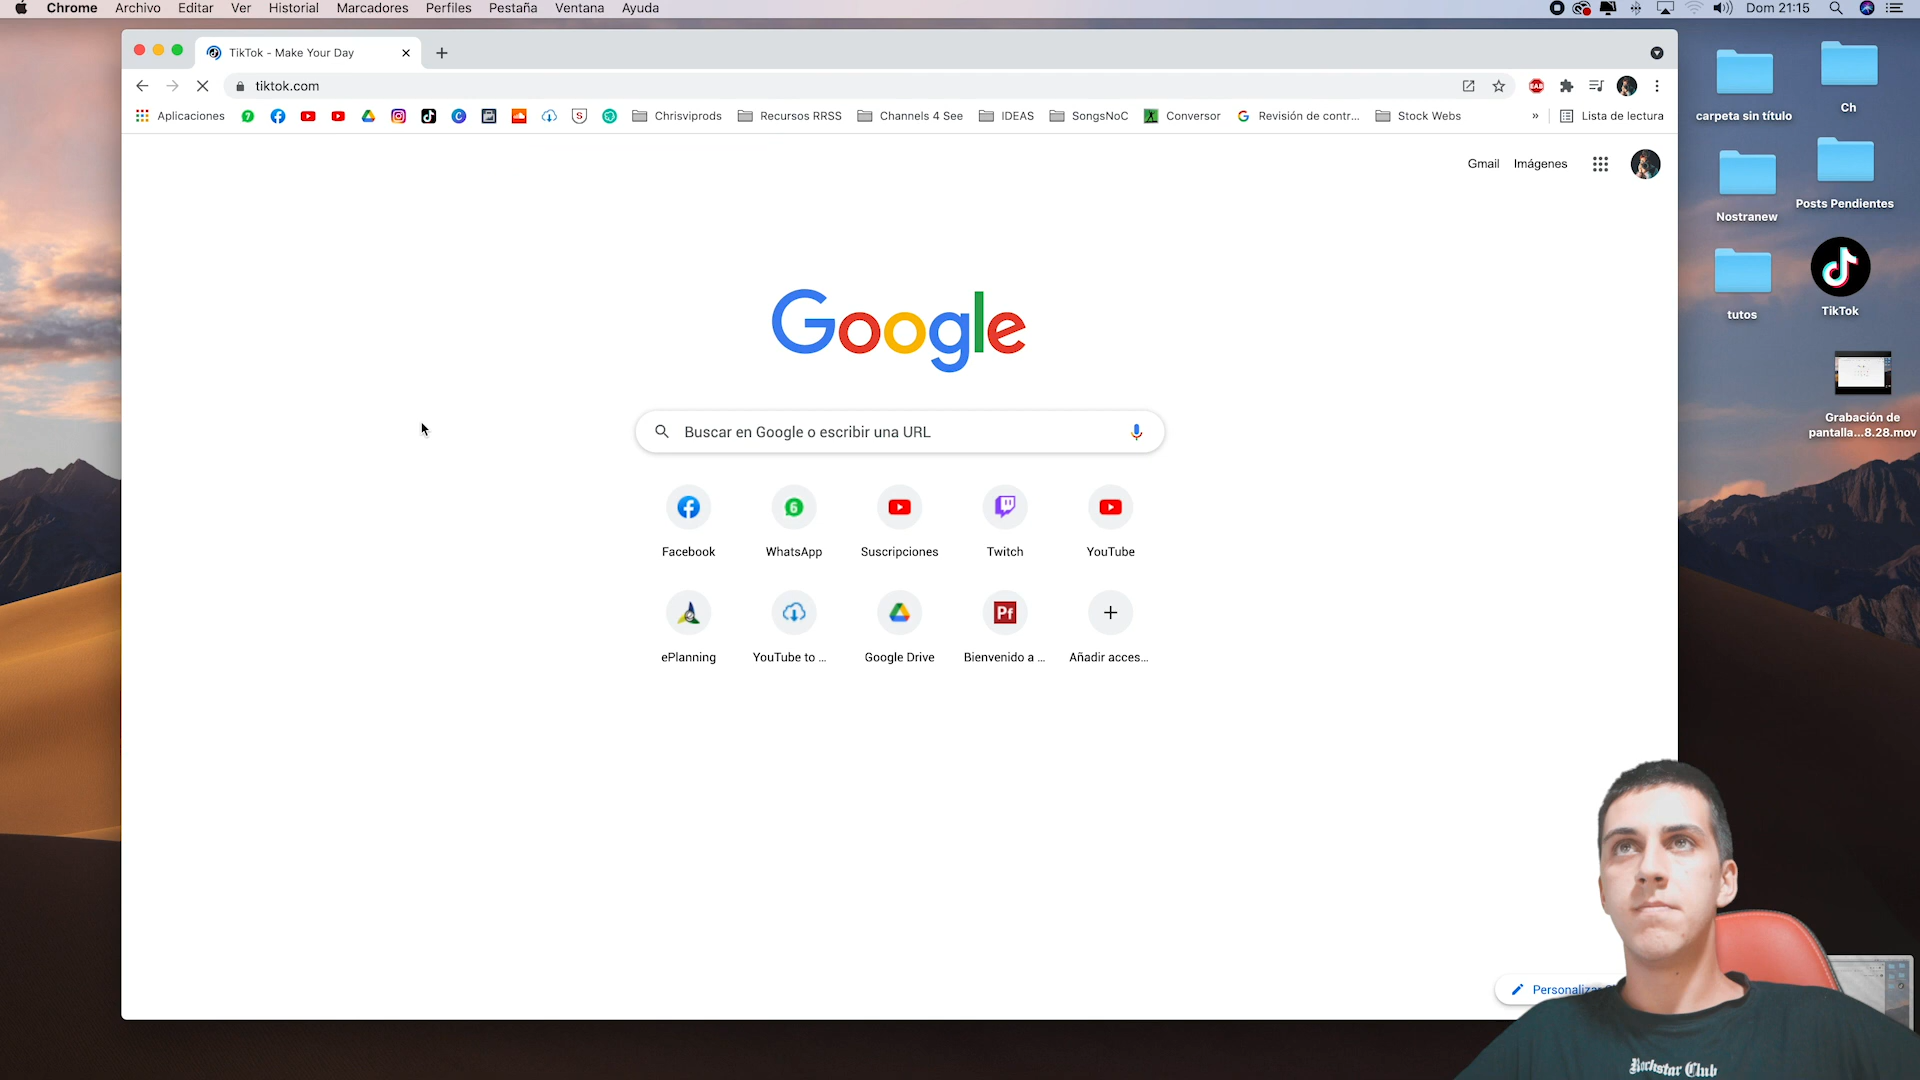 Chrome Archivo Editar Ver Historial Marcadores Perfiles Pestaña Ventana Ayuda Dom 21:15
TikTok - Make Your Day
tiktok.com
Aplicaciones Chrisviprods Recursos RRSS Channels 4 See IDEAS SongsNoC Conversor Revisión de contr... Stock Webs » Lista de lectura
Gmail Imágenes
Google
Buscar en Google o escribir una URL
Facebook WhatsApp Suscripciones Twitch YouTube
ePlanning YouTube to ... Google Drive Bienvenido a ... Añadir acces...
Personaliza
carpeta sin título
Ch
Nostranew
Posts Pendientes
tutos
TikTok
Grabación de
pantalla...8.28.mov
Rockstar Club